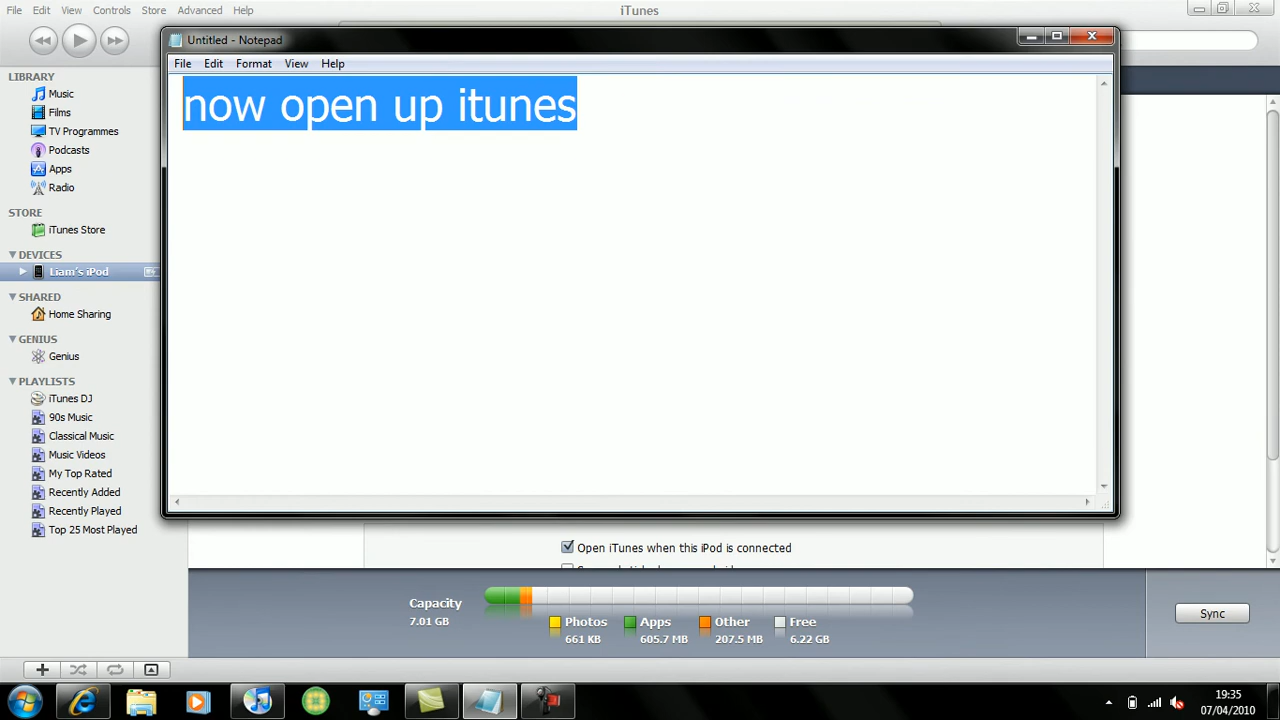 File Edit View Controls Store Advanced Help
iTunes
Untitled - Notepad
File Edit Format View Help
now open up itunes
LIBRARY
Music
Films
TV Programmes
Podcasts
Apps
Radio
STORE
iTunes Store
DEVICES
Liam's iPod
SHARED
Home Sharing
GENIUS
Genius
PLAYLISTS
iTunes DJ
90s Music
Classical Music
Music Videos
My Top Rated
Recently Added
Recently Played
Top 25 Most Played
Open iTunes when this iPod is connected
Capacity
7.01 GB
Photos
661 KB
Apps
605.7 MB
Other
207.5 MB
Free
6.22 GB
Sync
19:35
07/04/2010